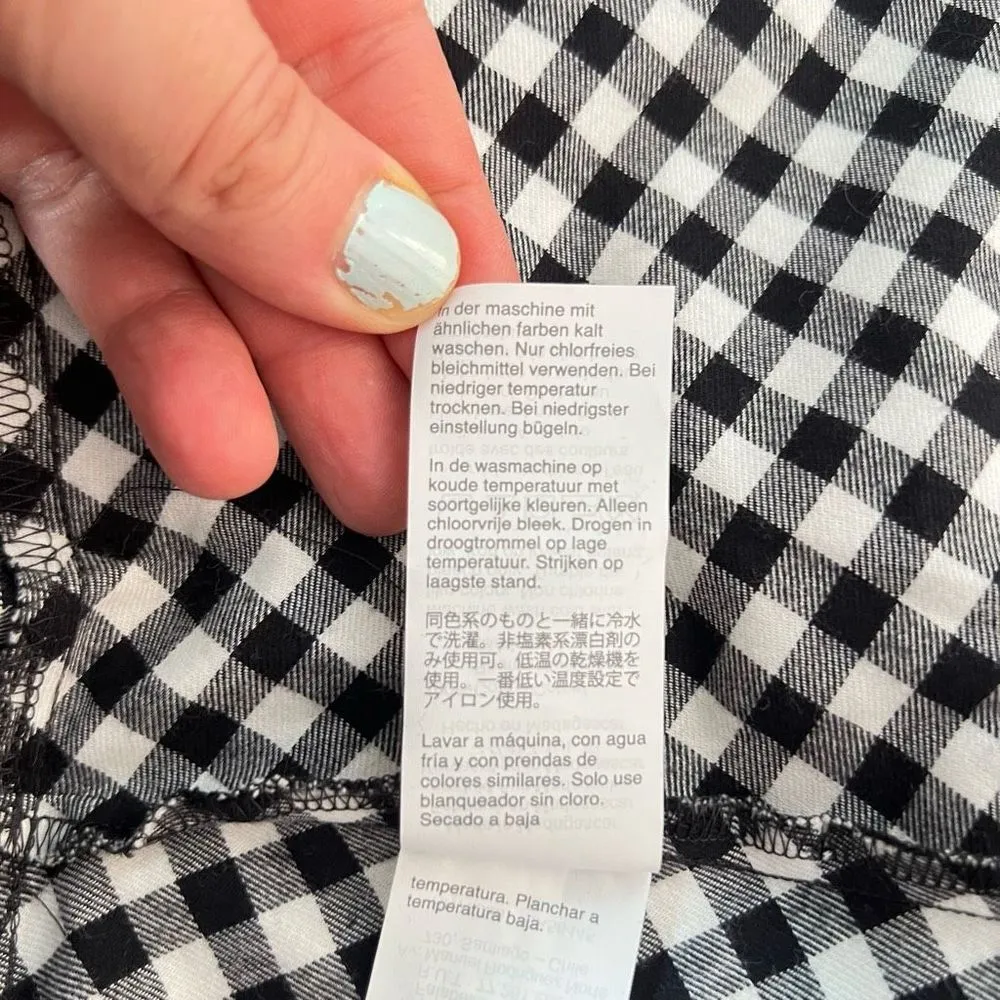 in der maschine mit
ähnlichen farben kalt
waschen. Nur chlorfreies
bleichmittel verwenden. Bei
niedriger temperatur
trocknen. Bei niedrigster
einstellung bügeln.
In de wasmachine op
koude temperatuur met
soortgelijke kleuren. Alleen
chloorvrije bleek. Drogen in
droogtrommel op lage
temperatuur. Strijken op
laagste stand.
同色系のものと一緒に冷水
で洗濯。非塩素系漂白剤の
み使用可。低温の乾燥機を
使用。一番低い温度設定で
アイロン使用。
Lavar a máquina, con agua
fría y con prendas de
colores similares. Solo use
blanqueador sin cloro.
Secado a baja
temperatura. Planchar a
temperatura baja.